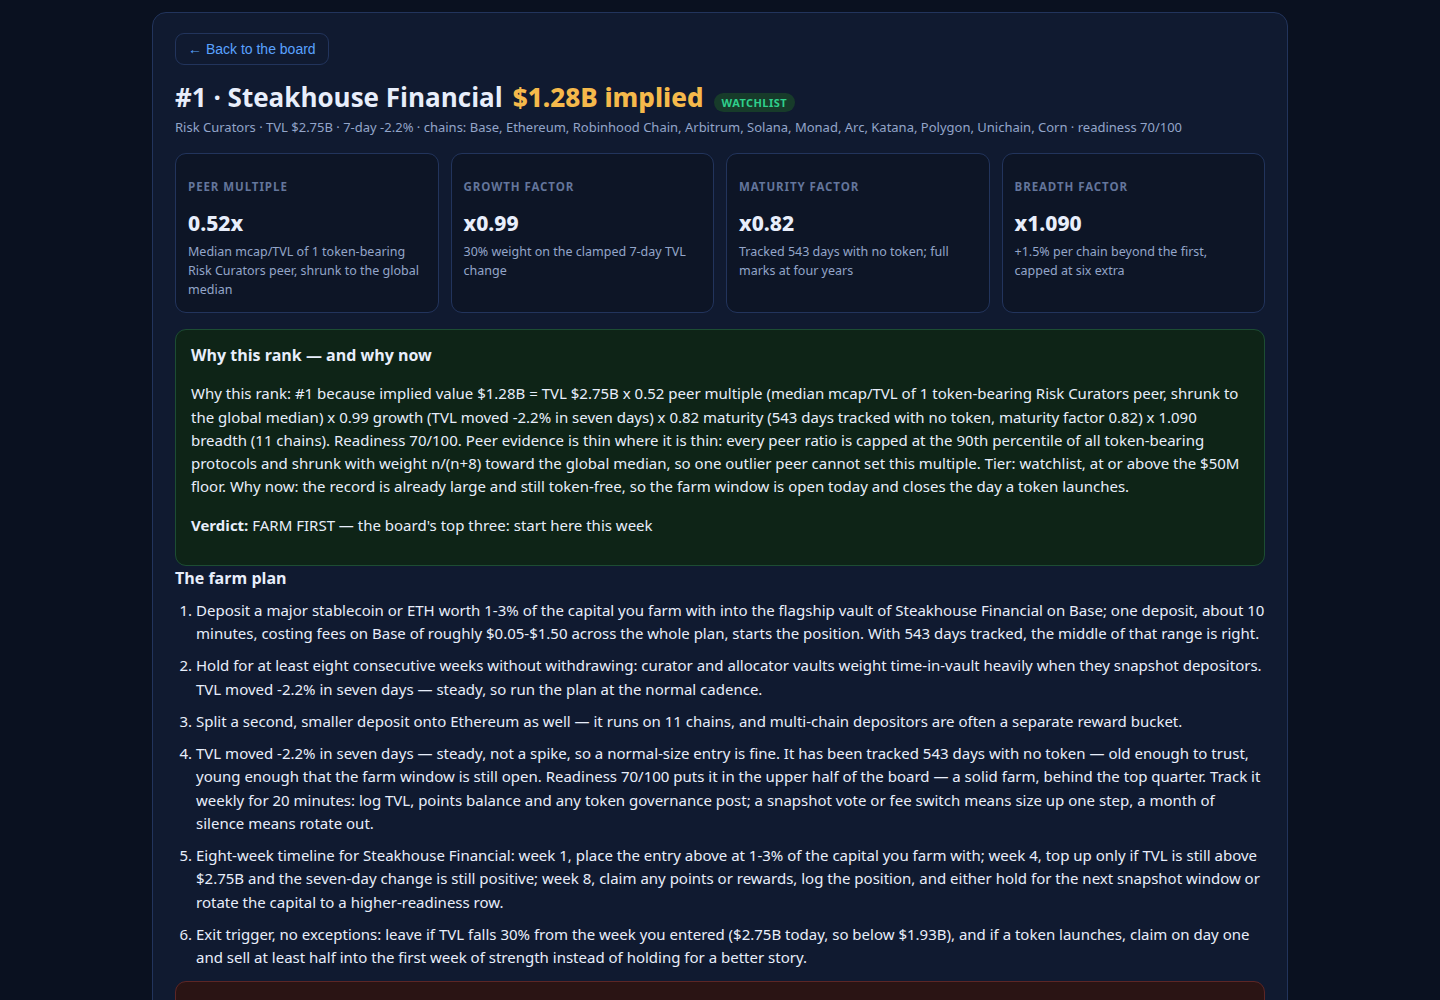 ← Back to the board
#1 · Steakhouse Financial $1.28B implied WATCHLIST
Risk Curators · TVL $2.75B · 7-day -2.2% · chains: Base, Ethereum, Robinhood Chain, Arbitrum, Solana, Monad, Arc, Katana, Polygon, Unichain, Corn · readiness 70/100
PEER MULTIPLE
0.52x
Median mcap/TVL of 1 token-bearing
Risk Curators peer, shrunk to the global
median
GROWTH FACTOR
x0.99
30% weight on the clamped 7-day TVL
change
MATURITY FACTOR
x0.82
Tracked 543 days with no token; full
marks at four years
BREADTH FACTOR
x1.090
+1.5% per chain beyond the first,
capped at six extra
Why this rank — and why now
Why this rank: #1 because implied value $1.28B = TVL $2.75B x 0.52 peer multiple (median mcap/TVL of 1 token-bearing Risk Curators peer, shrunk to
the global median) x 0.99 growth (TVL moved -2.2% in seven days) x 0.82 maturity (543 days tracked with no token, maturity factor 0.82) x 1.090
breadth (11 chains). Readiness 70/100. Peer evidence is thin where it is thin: every peer ratio is capped at the 90th percentile of all token-bearing
protocols and shrunk with weight n/(n+8) toward the global median, so one outlier peer cannot set this multiple. Tier: watchlist, at or above the $50M
floor. Why now: the record is already large and still token-free, so the farm window is open today and closes the day a token launches.
Verdict: FARM FIRST — the board's top three: start here this week
The farm plan
1. Deposit a major stablecoin or ETH worth 1-3% of the capital you farm with into the flagship vault of Steakhouse Financial on Base; one deposit, about 10
minutes, costing fees on Base of roughly $0.05-$1.50 across the whole plan, starts the position. With 543 days tracked, the middle of that range is right.
2. Hold for at least eight consecutive weeks without withdrawing: curator and allocator vaults weight time-in-vault heavily when they snapshot depositors.
TVL moved -2.2% in seven days — steady, so run the plan at the normal cadence.
3. Split a second, smaller deposit onto Ethereum as well — it runs on 11 chains, and multi-chain depositors are often a separate reward bucket.
4. TVL moved -2.2% in seven days — steady, not a spike, so a normal-size entry is fine. It has been tracked 543 days with no token — old enough to trust,
young enough that the farm window is still open. Readiness 70/100 puts it in the upper half of the board — a solid farm, behind the top quarter. Track it
weekly for 20 minutes: log TVL, points balance and any token governance post; a snapshot vote or fee switch means size up one step, a month of
silence means rotate out.
5. Eight-week timeline for Steakhouse Financial: week 1, place the entry above at 1-3% of the capital you farm with; week 4, top up only if TVL is still above
$2.75B and the seven-day change is still positive; week 8, claim any points or rewards, log the position, and either hold for the next snapshot window or
rotate the capital to a higher-readiness row.
6. Exit trigger, no exceptions: leave if TVL falls 30% from the week you entered ($2.75B today, so below $1.93B), and if a token launches, claim on day one
and sell at least half into the first week of strength instead of holding for a better story.